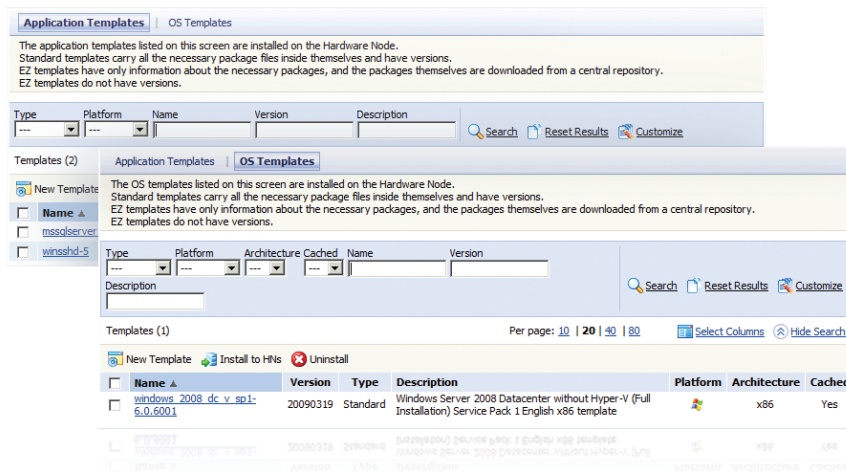 Application Templates | OS Templates
The application templates listed on this screen are installed on the Hardware Node.
Standard templates carry all the necessary package files inside themselves and have versions.
EZ templates have only information about the necessary packages, and the packages themselves are downloaded from a central repository.
EZ templates do not have versions.
Type Platform Name Version Description
--- --- Search Reset Results Customize
Templates (2)
New Template
Name
mssqlserver
winsshd-5
Application Templates | OS Templates
The OS templates listed on this screen are installed on the Hardware Node.
Standard templates carry all the necessary package files inside themselves and have versions.
EZ templates have only information about the necessary packages, and the packages themselves are downloaded from a central repository.
EZ templates do not have versions.
Type Platform Architecture Cached Name Version
--- --- --- ---
Search Reset Results Customize
Description
Templates (1) Per page: 10 | 20 | 40 | 80 Select Columns Hide Search
New Template Install to HNs Uninstall
Name Version Type Description Platform Architecture Cached
windows_2008_dc_v_sp1-
6.0.6001
20090319 Standard
Windows Server 2008 Datacenter without Hyper-V (Full
Installation) Service Pack 1 English x86 template
x86 Yes